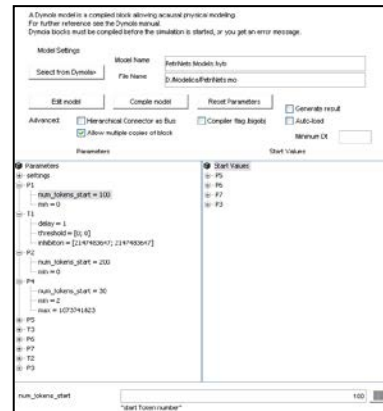 A Dymola model is a compiled block allowing acausal physical modeling.
For further reference see the Dymola manual.
Dymola blocks must be compiled before the simulation is started, or you get an error message.
Model Settings
Model Name
PetriNets.Models.hyb
Select from Dymola>
File Name
D:/Modelica/PetriNets.mo
Edit model
Compile model
Reset Parameters
Generate result
Advanced:
Hierarchical Connector as Bus
Compiler flag /bigobj
Auto-load
Allow multiple copies of block
Minimum Dt
Parameters
Start Values
Parameters
settings
P1
num_tokens_start = 100
min = 0
T1
delay = 1
threshold = [0; 0]
inhibition = [2147483647; 2147483647]
P2
num_tokens_start = 200
min = 0
P4
num_tokens_start = 30
min = 2
max = 1073741823
P5
T3
P6
P7
T2
P3
Start Values
P5
P6
P7
P3
num_tokens_start
100
"start Token number"